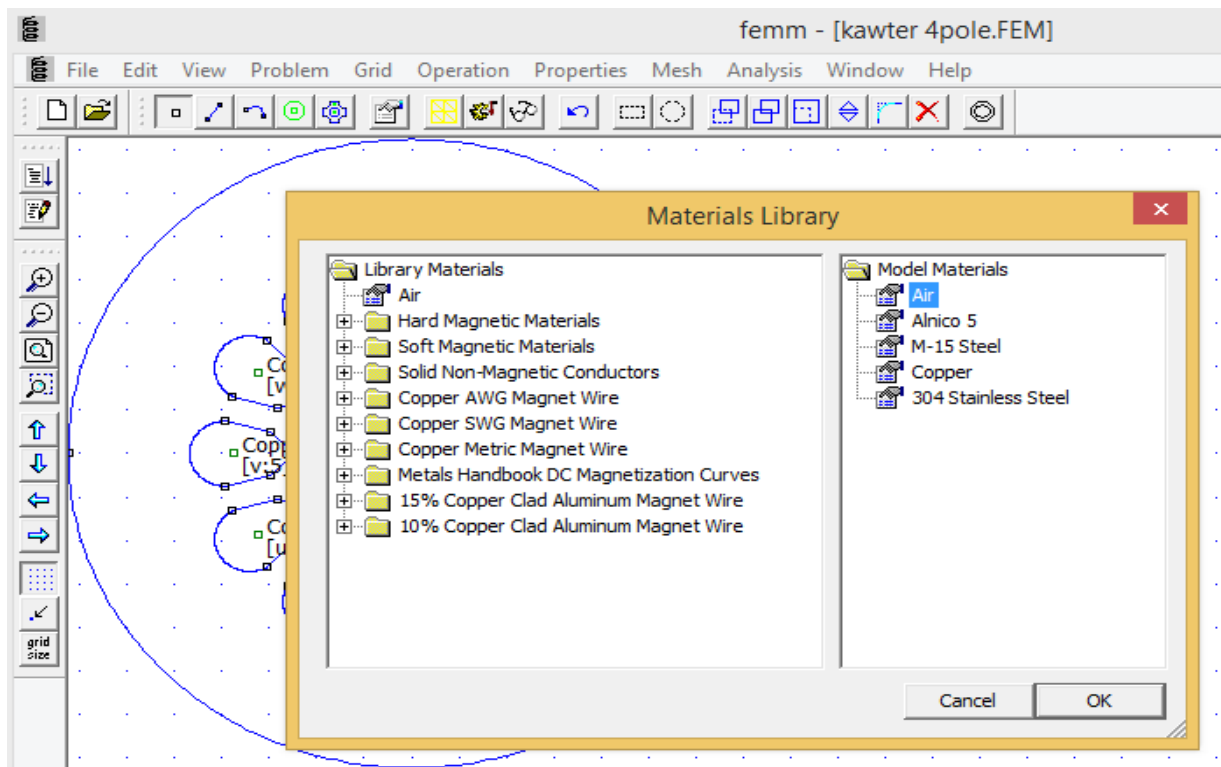 femm - [kawter 4pole.FEM]
File Edit View Problem Grid Operation Properties Mesh Analysis Window Help
Materials Library
Library Materials
Air
Hard Magnetic Materials
Soft Magnetic Materials
Solid Non-Magnetic Conductors
Copper AWG Magnet Wire
Copper SWG Magnet Wire
Copper Metric Magnet Wire
Metals Handbook DC Magnetization Curves
15% Copper Clad Aluminum Magnet Wire
10% Copper Clad Aluminum Magnet Wire
Model Materials
Air
Alnico 5
M-15 Steel
Copper
304 Stainless Steel
Cancel OK
[v:5
grid
size